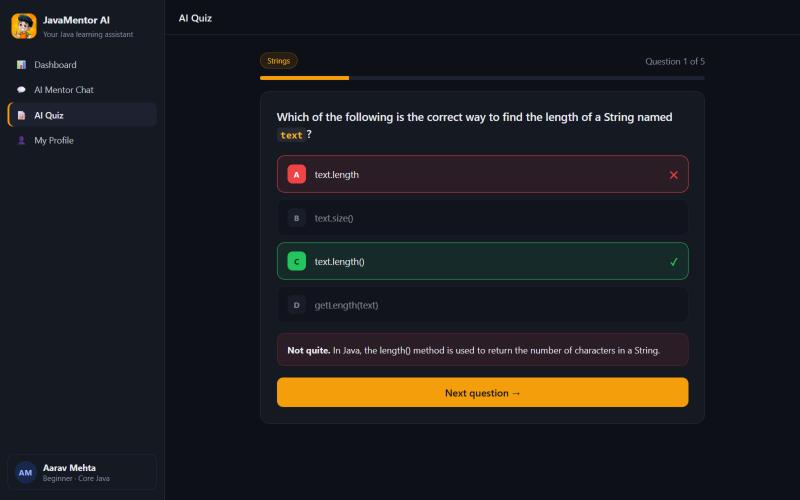 JavaMentor AI
Your Java learning assistant
Dashboard
AI Mentor Chat
AI Quiz
My Profile
AM
Aarav Mehta
Beginner · Core Java
AI Quiz
Strings
Question 1 of 5
Which of the following is the correct way to find the length of a String named
text ?
A text.length ✕
B text.size()
C text.length() ✓
D getLength(text)
Not quite. In Java, the length() method is used to return the number of characters in a String.
Next question →